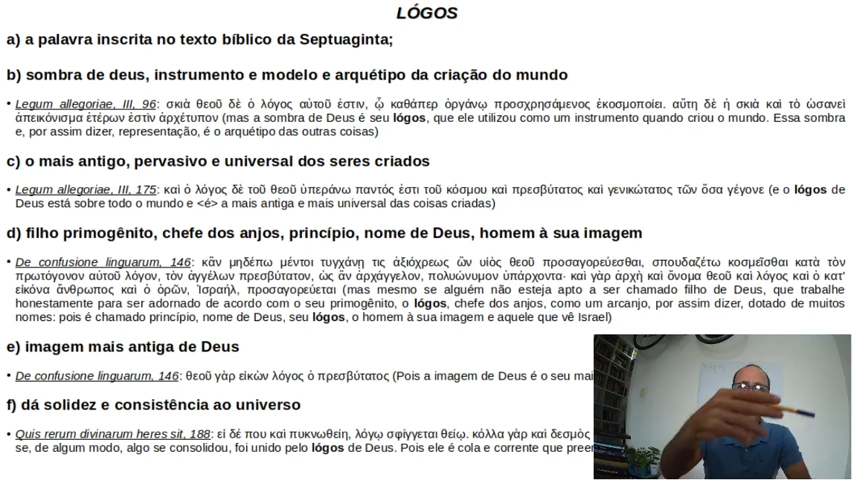 LÓGOS
a) a palavra inscrita no texto bíblico da Septuaginta;
b) sombra de deus, instrumento e modelo e arquétipo da criação do mundo
• Legum allegoriae, III, 96: σκιὰ θεοῦ δὲ ὁ λόγος αὐτοῦ ἐστιν, ᾧ καθάπερ ὀργάνῳ προσχρησάμενος ἐκοσμοποίει. αὕτη δὲ ἡ σκιὰ καὶ τὸ ὡσανεὶ
ἀπεικόνισμα ἑτέρων ἐστὶν ἀρχέτυπον (mas a sombra de Deus é seu lógos, que ele utilizou como um instrumento quando criou o mundo. Essa sombra
e, por assim dizer, representação, é o arquétipo das outras coisas)
c) o mais antigo, pervasivo e universal dos seres criados
• Legum allegoriae, III, 175: καὶ ὁ λόγος δὲ τοῦ θεοῦ ὑπεράνω παντός ἐστι τοῦ κόσμου καὶ πρεσβύτατος καὶ γενικώτατος τῶν ὅσα γέγονε (e o lógos de
Deus está sobre todo o mundo e <é> a mais antiga e mais universal das coisas criadas)
d) filho primogênito, chefe dos anjos, princípio, nome de Deus, homem à sua imagem
• De confusione linguarum, 146: κἂν μηδέπω μέντοι τυγχάνῃ τις ἀξιόχρεως ὢν υἱὸς θεοῦ προσαγορεύεσθαι, σπουδαζέτω κοσμεῖσθαι κατὰ τὸν
πρωτόγονον αὐτοῦ λόγον, τὸν ἀγγέλων πρεσβύτατον, ὡς ἂν ἀρχάγγελον, πολυώνυμον ὑπάρχοντα· καὶ γὰρ ἀρχὴ καὶ ὄνομα θεοῦ καὶ λόγος καὶ ὁ κατ'
εἰκόνα ἄνθρωπος καὶ ὁ ὁρῶν, Ἰσραήλ, προσαγορεύεται (mas mesmo se alguém não esteja apto a ser chamado filho de Deus, que trabalhe
honestamente para ser adornado de acordo com o seu primogênito, o lógos, chefe dos anjos, como um arcanjo, por assim dizer, dotado de muitos
nomes: pois é chamado princípio, nome de Deus, seu lógos, o homem à sua imagem e aquele que vê Israel)
e) imagem mais antiga de Deus
• De confusione linguarum, 146: θεοῦ γὰρ εἰκὼν λόγος ὁ πρεσβύτατος (Pois a imagem de Deus é o seu mai
f) dá solidez e consistência ao universo
• Quis rerum divinarum heres sit, 188: εἰ δέ που καὶ πυκνωθείη, λόγῳ σφίγγεται θείῳ. κόλλα γὰρ καὶ δεσμὸς
se, de algum modo, algo se consolidou, foi unido pelo lógos de Deus. Pois ele é cola e corrente que preen